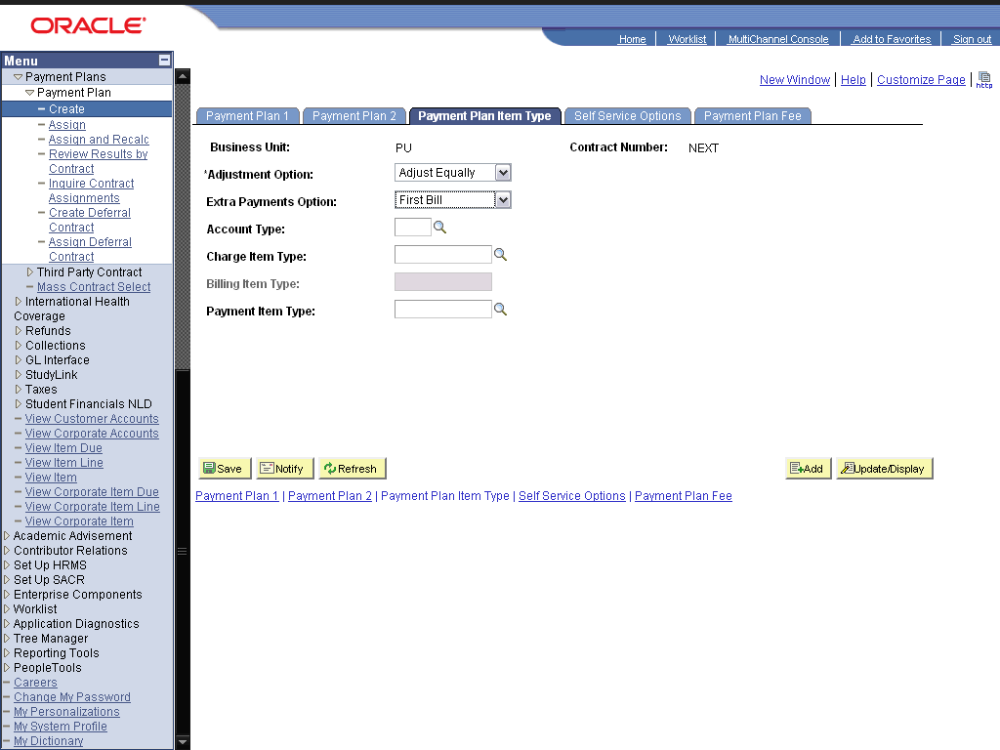 ORACLE®
Home
Worklist
MultiChannel Console
Add to Favorites
Sign out
Menu
New Window | Help | Customize Page | http
Payment Plans
Payment Plan
Create
Assign
Assign and Recalc
Review Results by
Contract
Inquire Contract
Assignments
Create Deferral
Contract
Assign Deferral
Contract
Third Party Contract
Mass Contract Select
International Health
Coverage
Refunds
Collections
GL Interface
StudyLink
Taxes
Student Financials NLD
View Customer Accounts
View Corporate Accounts
View Item Due
View Item Line
View Item
View Corporate Item Due
View Corporate Item Line
View Corporate Item
Academic Advisement
Contributor Relations
Set Up HRMS
Set Up SACR
Enterprise Components
Worklist
Application Diagnostics
Tree Manager
Reporting Tools
PeopleTools
Careers
Change My Password
My Personalizations
My System Profile
My Dictionary
Payment Plan 1
Payment Plan 2
Payment Plan Item Type
Self Service Options
Payment Plan Fee
Business Unit: PU Contract Number: NEXT
*Adjustment Option: Adjust Equally
Extra Payments Option: First Bill
Account Type:
Charge Item Type:
Billing Item Type:
Payment Item Type:
Save
Notify
Refresh
Add
Update/Display
Payment Plan 1 | Payment Plan 2 | Payment Plan Item Type | Self Service Options | Payment Plan Fee